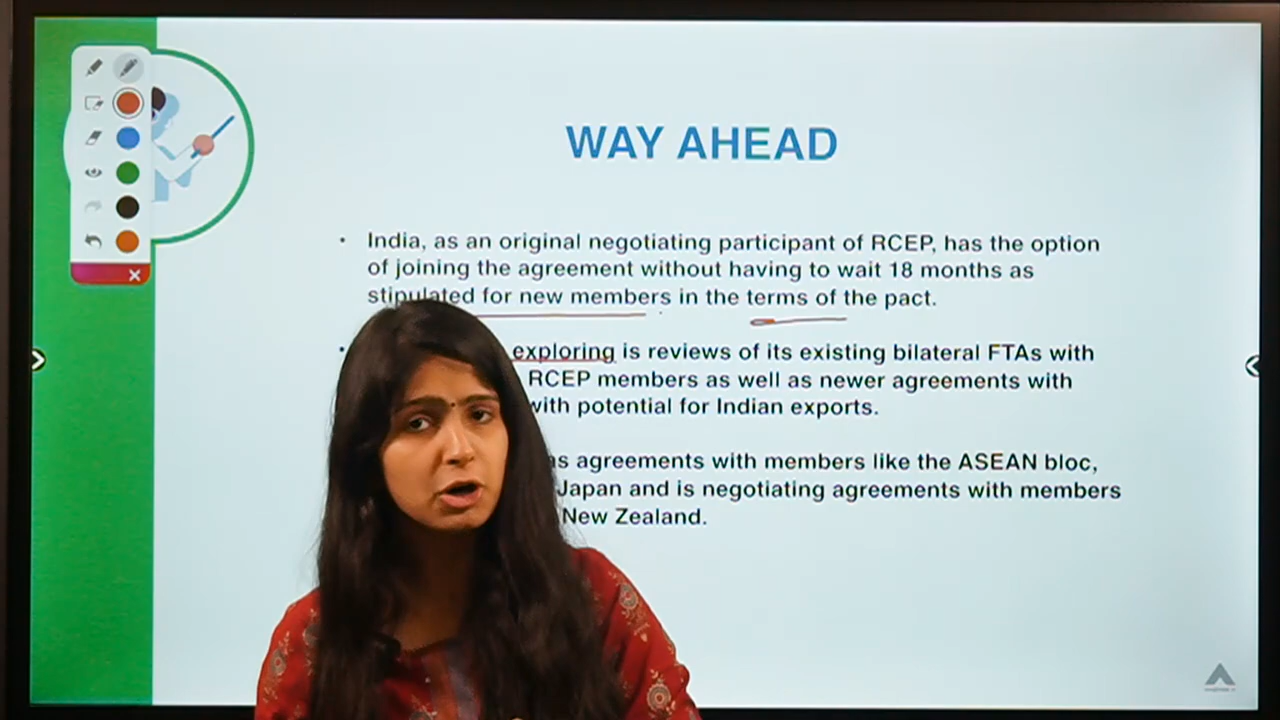 WAY AHEAD
• India, as an original negotiating participant of RCEP, has the option
of joining the agreement without having to wait 18 months as
stipulated for new members in the terms of the pact.
• exploring is reviews of its existing bilateral FTAs with
RCEP members as well as newer agreements with
with potential for Indian exports.
agreements with members like the ASEAN bloc,
Japan and is negotiating agreements with members
New Zealand.